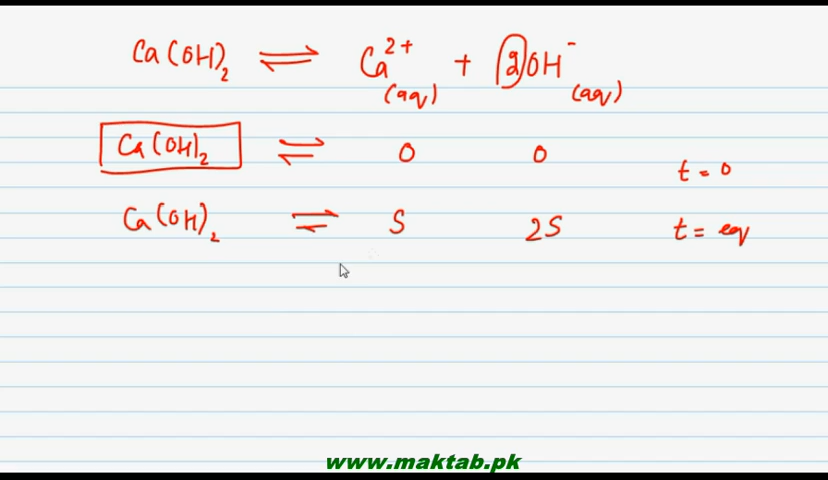 Ca(OH)₂ ⇌ Ca²⁺(aq) + 2OH⁻(aq)
Ca(OH)₂ ⇌ 0 0 t = 0
Ca(OH)₂ ⇌ S 2S t = eq
www.maktab.pk